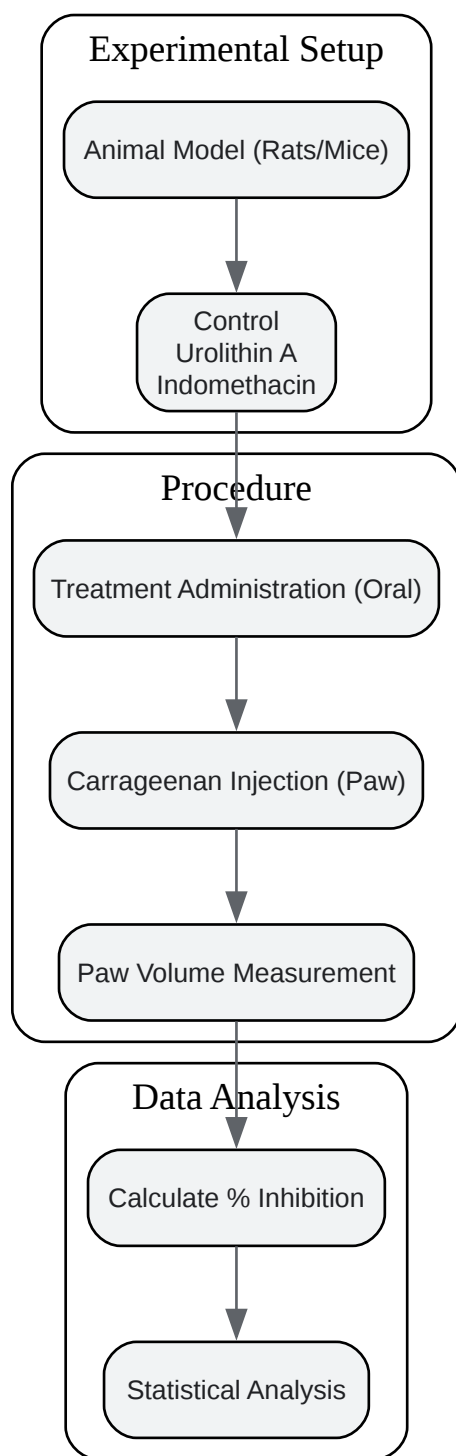 Experimental Setup
Animal Model (Rats/Mice)
Control
Urolithin A
Indomethacin
Procedure
Treatment Administration (Oral)
Carrageenan Injection (Paw)
Paw Volume Measurement
Data Analysis
Calculate % Inhibition
Statistical Analysis